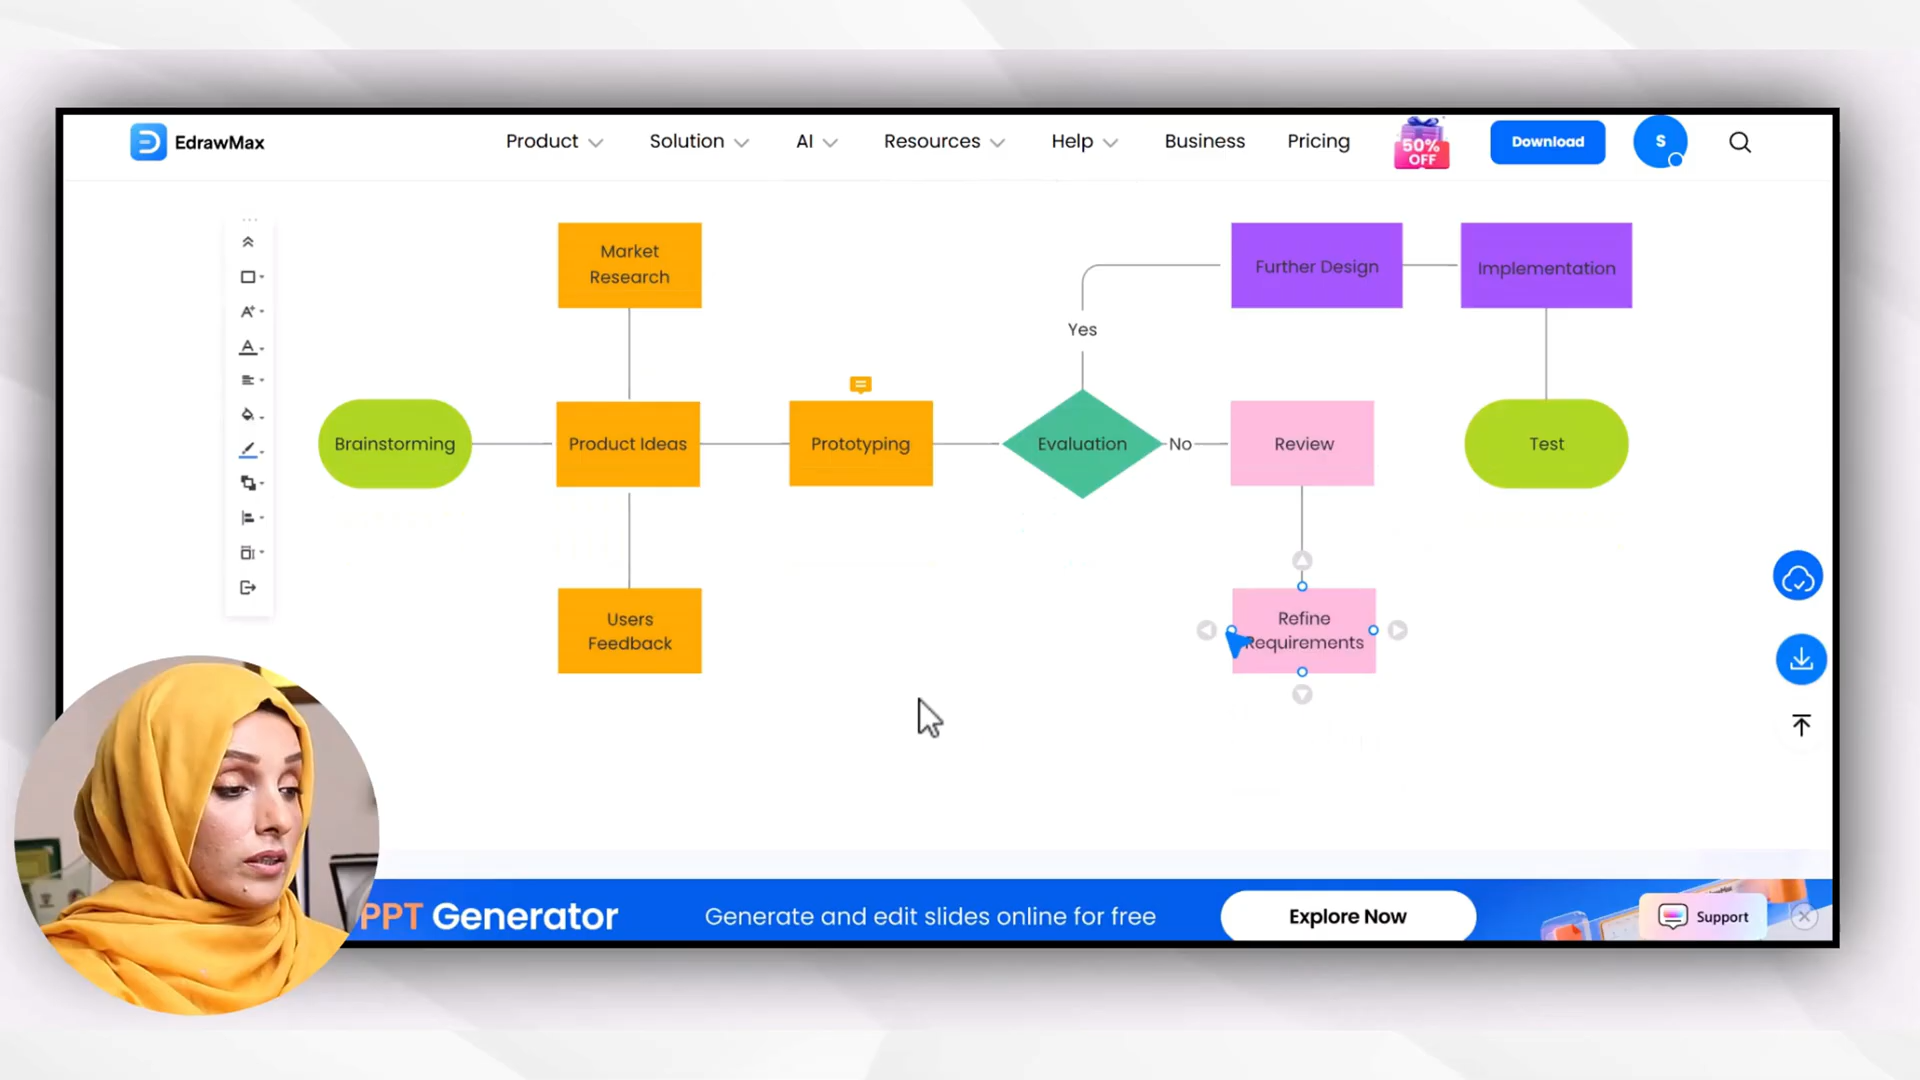 EdrawMax
Product
Solution
AI
Resources
Help
Business
Pricing
50%
OFF
Download
S
Market
Research
Further Design
Implementation
Yes
Brainstorming
Product Ideas
Prototyping
Evaluation
No
Review
Test
Users
Feedback
Refine
Requirements
PPT Generator
Generate and edit slides online for free
Explore Now
Support